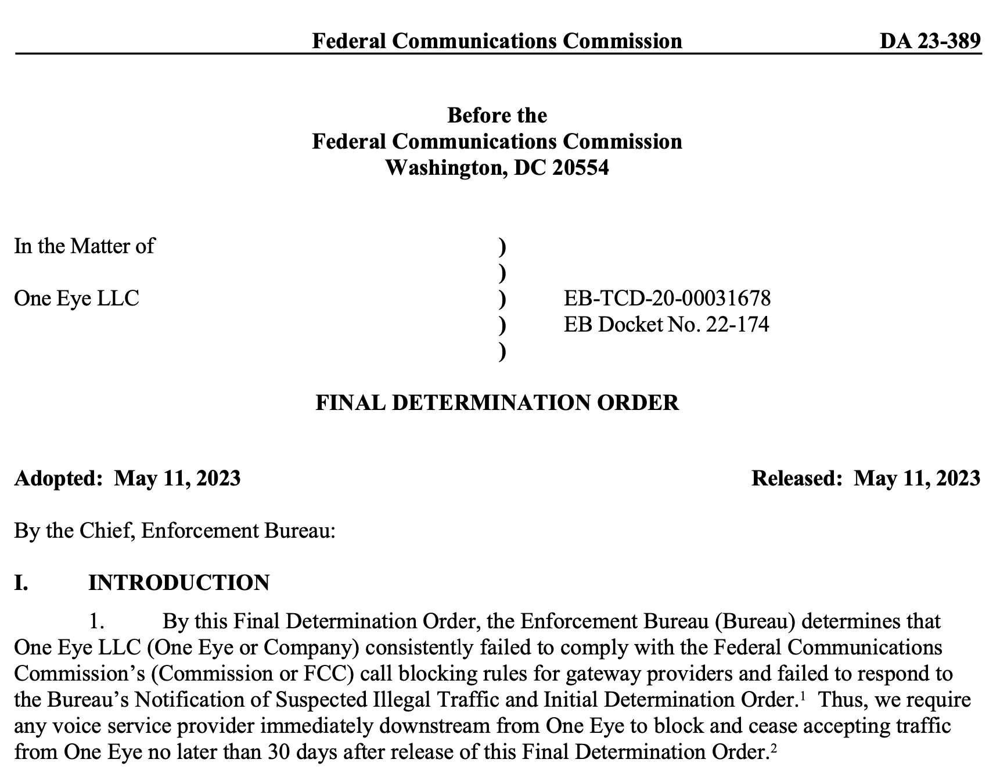 Federal Communications Commission DA 23-389
Before the
Federal Communications Commission
Washington, DC 20554
In the Matter of )
)
One Eye LLC ) EB-TCD-20-00031678
) EB Docket No. 22-174
)
FINAL DETERMINATION ORDER
Adopted: May 11, 2023 Released: May 11, 2023
By the Chief, Enforcement Bureau:
I. INTRODUCTION
1. By this Final Determination Order, the Enforcement Bureau (Bureau) determines that
One Eye LLC (One Eye or Company) consistently failed to comply with the Federal Communications
Commission’s (Commission or FCC) call blocking rules for gateway providers and failed to respond to
the Bureau’s Notification of Suspected Illegal Traffic and Initial Determination Order.1 Thus, we require
any voice service provider immediately downstream from One Eye to block and cease accepting traffic
from One Eye no later than 30 days after release of this Final Determination Order.2